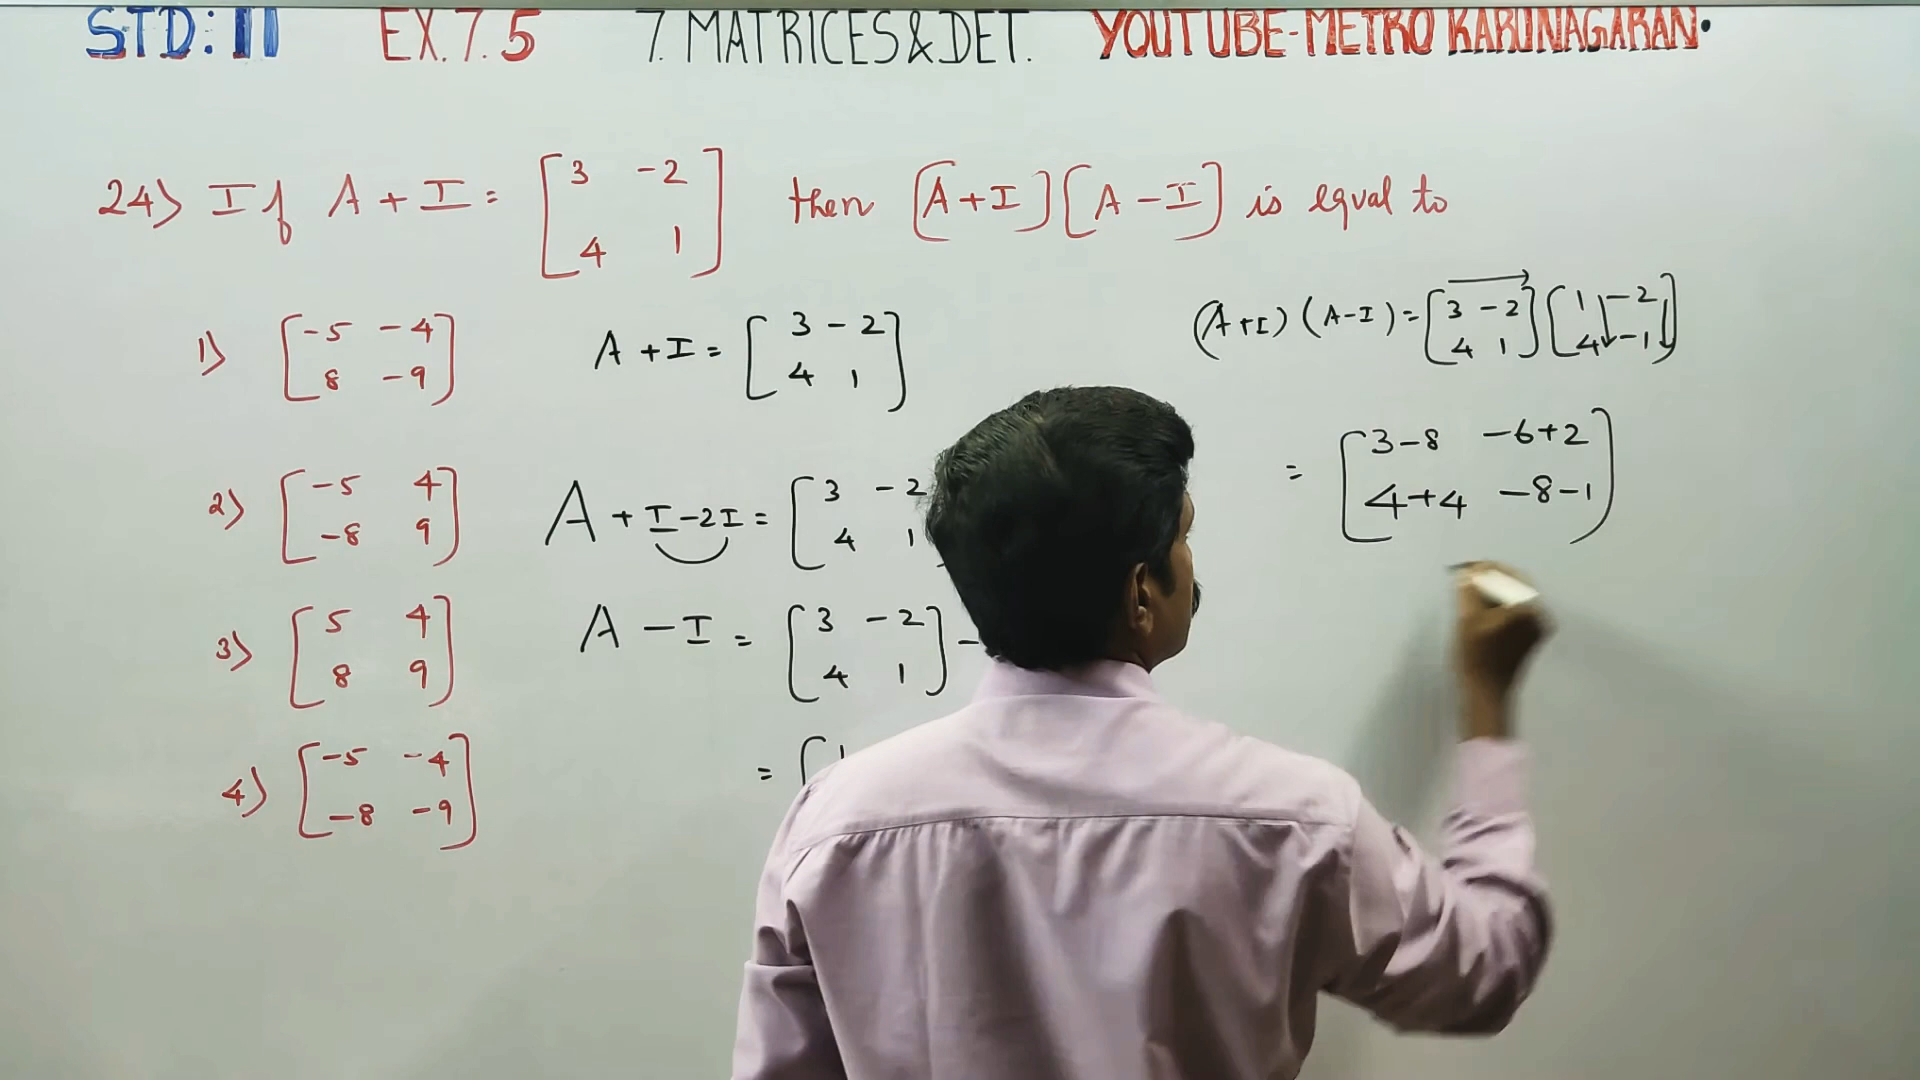 STD: 11 EX.7.5 7. MATRICES & DET. YOUTUBE-METRO KARUNAGARAN.
24) If A + I = [3 -2
4 1] then [A+I][A-I] is equal to
1) [-5 -4
8 -9]
2) [-5 4
-8 9]
3) [5 4
8 9]
4) [-5 -4
-8 -9]
A + I = [3 -2
4 1]
A + I - 2I = [3 -2
4 1
A - I = [3 -2
4 1] -
= [1
(A+I)(A-I) = [3 -2
4 1] [1 -2
4 -1]
= [3-8 -6+2
4+4 -8-1]